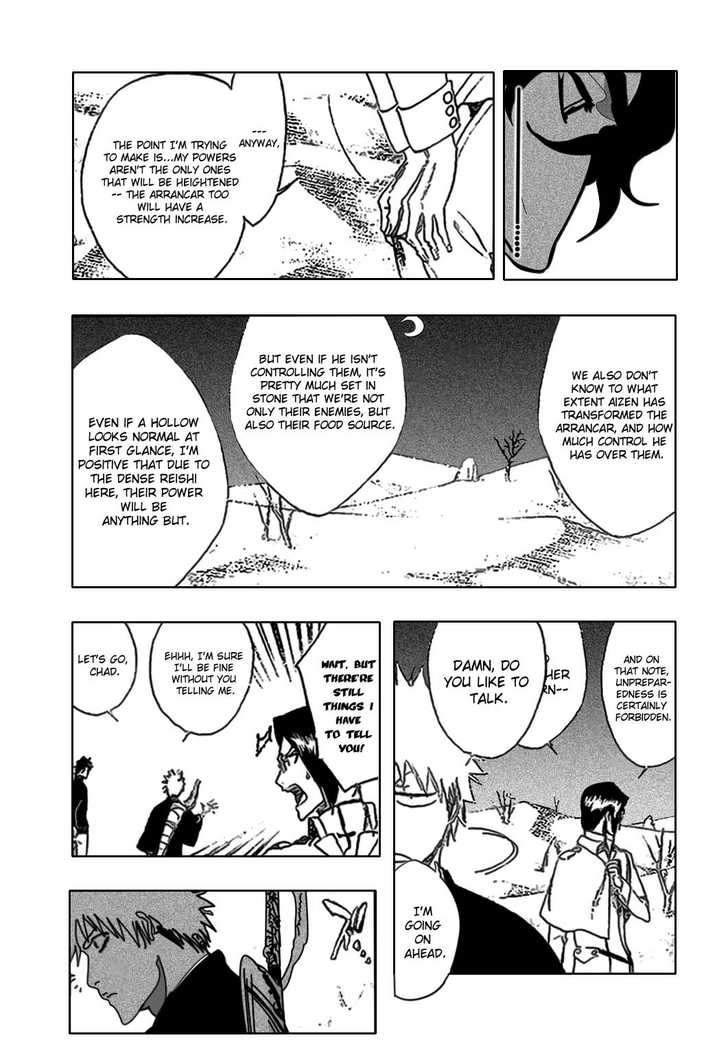 ---
ANYWAY,
THE POINT I'M TRYING
TO MAKE IS...MY POWERS
AREN'T THE ONLY ONES
THAT WILL BE HEIGHTENED
-- THE ARRANCAR TOO
WILL HAVE A
STRENGTH INCREASE.
WE ALSO DON'T
KNOW TO WHAT
EXTENT AIZEN HAS
TRANSFORMED THE
ARRANCAR, AND HOW
MUCH CONTROL HE
HAS OVER THEM.
BUT EVEN IF HE ISN'T
CONTROLLING THEM, IT'S
PRETTY MUCH SET IN
STONE THAT WE'RE NOT
ONLY THEIR ENEMIES, BUT
ALSO THEIR FOOD SOURCE.
EVEN IF A HOLLOW
LOOKS NORMAL AT
FIRST GLANCE, I'M
POSITIVE THAT DUE TO
THE DENSE REISHI
HERE, THEIR POWER
WILL BE
ANYTHING BUT.
AND ON
THAT NOTE,
UNPREPAR-
EDNESS IS
CERTAINLY
FORBIDDEN.
HER
RN--
DAMN, DO
YOU LIKE TO
TALK.
I'M
GOING
ON
AHEAD.
WAIT, BUT
THERE'RE
STILL
THINGS I
HAVE
TO TELL
YOU!
EHHH, I'M SURE
I'LL BE FINE
WITHOUT YOU
TELLING ME.
LET'S GO,
CHAD.